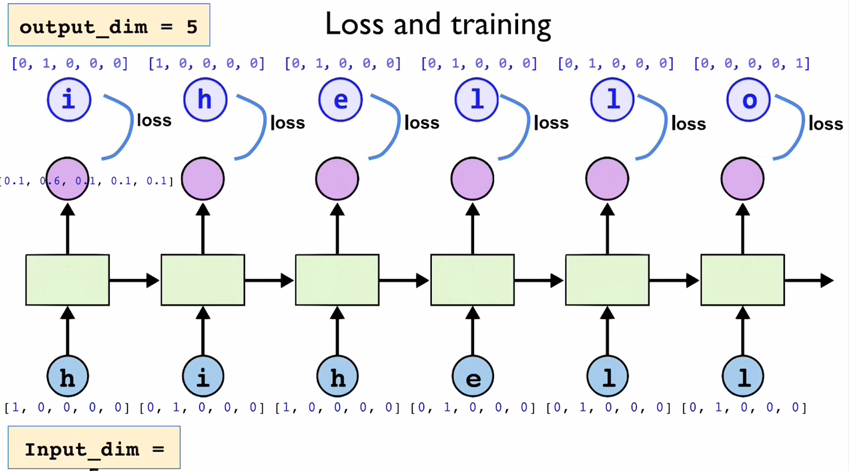 output_dim = 5
Loss and training
[0, 1, 0, 0, 0] [1, 0, 0, 0, 0] [0, 1, 0, 0, 0] [0, 1, 0, 0, 0] [0, 1, 0, 0, 0] [0, 0, 0, 0, 1]
i h e l l o
loss loss loss loss loss loss
[0.1, 0.6, 0.1, 0.1, 0.1]
h i h e l l
[1, 0, 0, 0, 0] [0, 1, 0, 0, 0] [1, 0, 0, 0, 0] [0, 1, 0, 0, 0] [0, 1, 0, 0, 0] [0, 1, 0, 0, 0]
Input_dim =